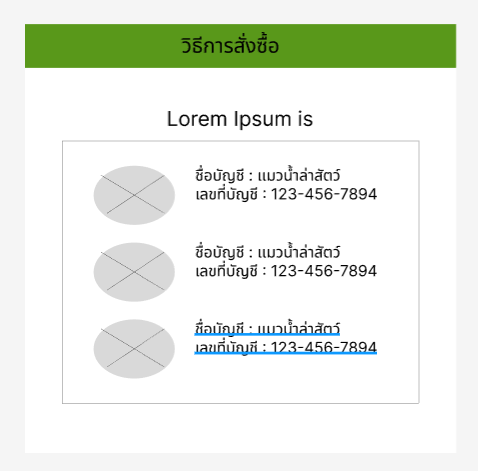 วิธีการสั่งซื้อ
Lorem Ipsum is
ชื่อบัญชี : แมวน้ำล่าสัตว์
เลขที่บัญชี : 123-456-7894
ชื่อบัญชี : แมวน้ำล่าสัตว์
เลขที่บัญชี : 123-456-7894
ชื่อบัญชี : แมวน้ำล่าสัตว์
เลขที่บัญชี : 123-456-7894